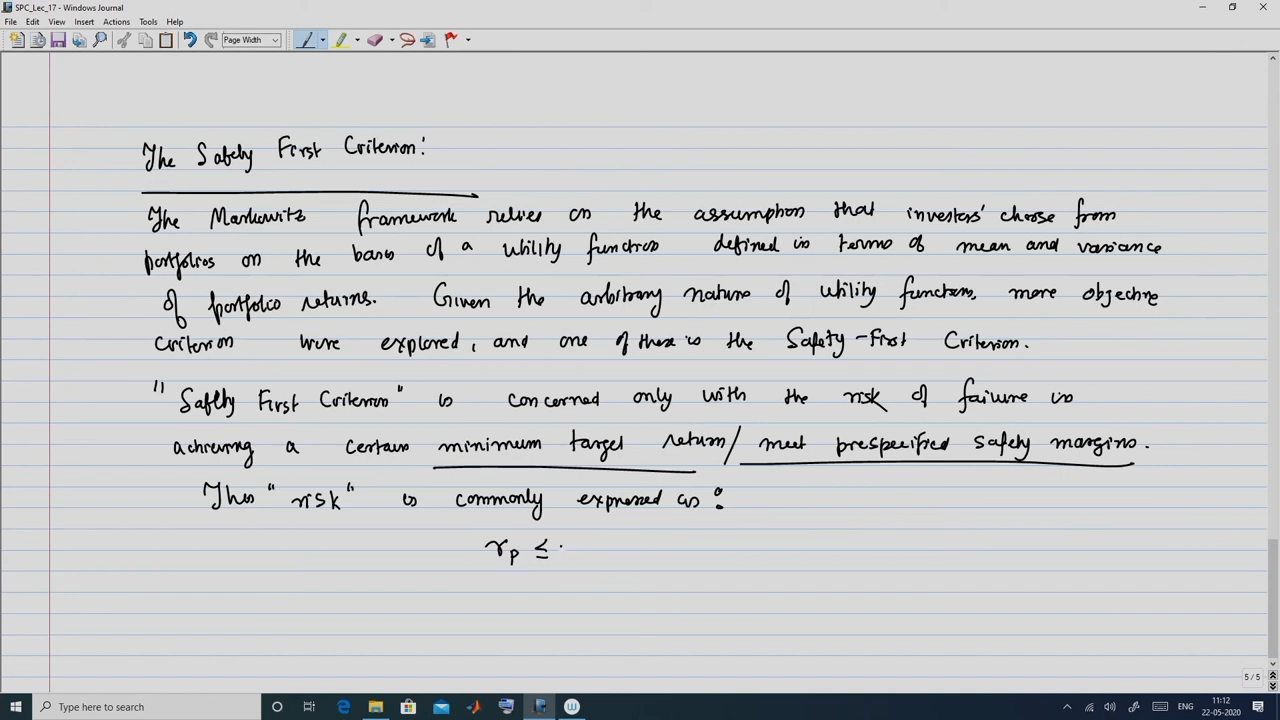 SPC_Lec_17 - Windows Journal
File Edit View Insert Actions Tools Help
Page Width
The Safety First Criterion:
The Markowitz framework relies on the assumption that investors' choose from
portfolios on the basis of a utility function defined in terms of mean and variance
of portfolio returns. Given the arbitrary nature of utility functions, more objective
criterion were explored, and one of these is the Safety-First Criterion.
"Safety First Criterion" is concerned only with the risk of failure in
achieving a certain minimum target return/ meet prespecified safety margins.
This "risk" is commonly expressed as :
r_p ≤
5 / 5
Type here to search
11:12
22-05-2020